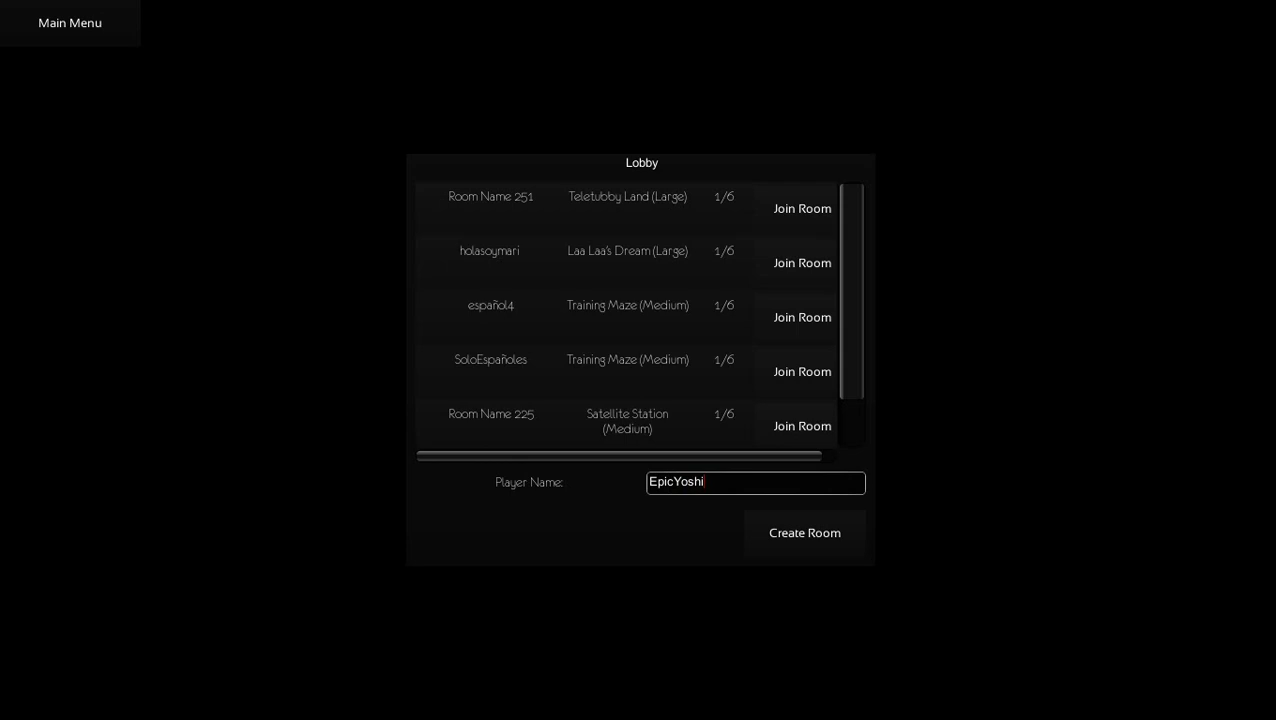 Main Menu
Lobby
Room Name 251 Teletubby Land (Large) 1/6 Join Room
holasoymari Laa Laa's Dream (Large) 1/6 Join Room
español4 Training Maze (Medium) 1/6 Join Room
SoloEspañoles Training Maze (Medium) 1/6 Join Room
Room Name 225 Satellite Station 1/6 Join Room
(Medium)
Player Name: EpicYoshi
Create Room